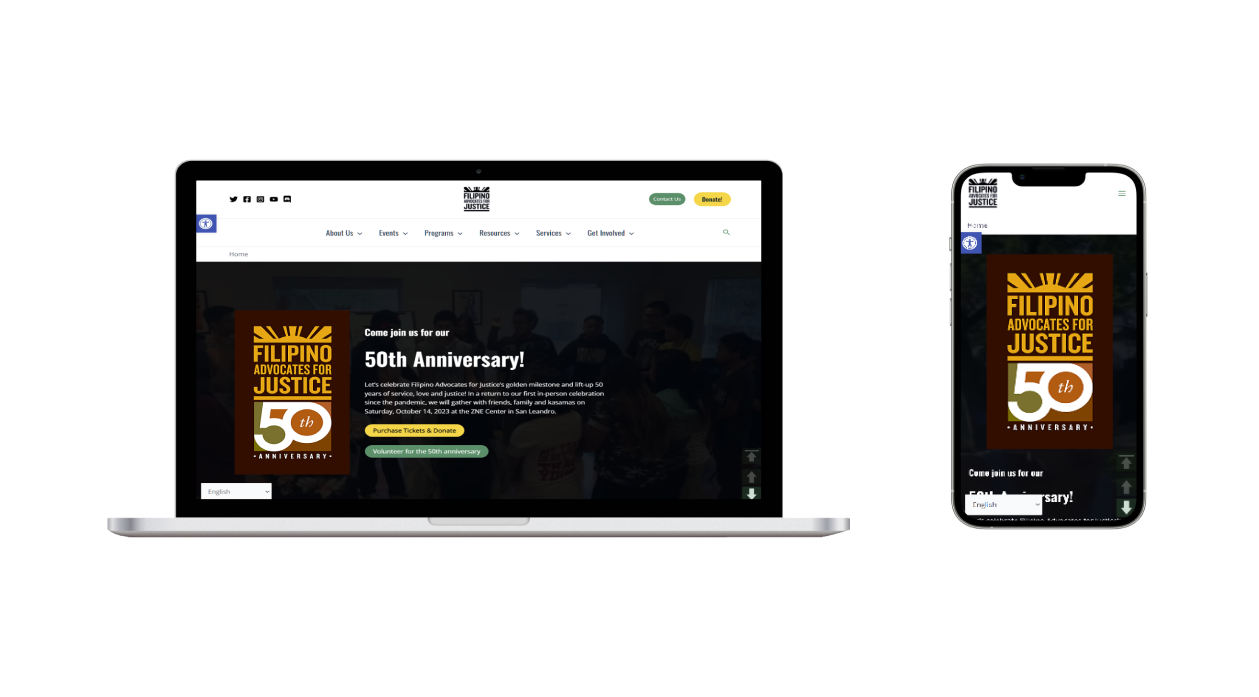 FILIPINO
ADVOCATES FOR
JUSTICE
Contact Us
Donate!
About Us
Events
Programs
Resources
Services
Get Involved
Home
FILIPINO
ADVOCATES FOR
JUSTICE
50th
•ANNIVERSARY•
Come join us for our
50th Anniversary!
Let's celebrate Filipino Advocates for Justice's golden milestone and lift-up 50
years of service, love and justice! In a return to our first in-person celebration
since the pandemic, we will gather with friends, family and kasamas on
Saturday, October 14, 2023 at the ZNE Center in San Leandro.
Purchase Tickets & Donate
Volunteer for the 50th anniversary
English
FILIPINO
ADVOCATES FOR
JUSTICE
Home
FILIPINO
ADVOCATES FOR
JUSTICE
50th
•ANNIVERSARY•
Come join us for our
50th Anniversary!
English